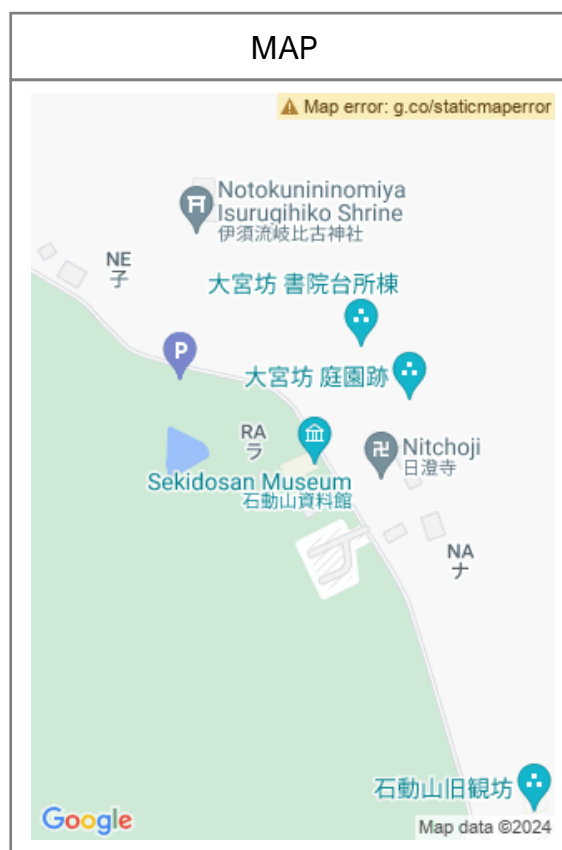 MAP
Map error: g.co/staticmaperror
Notokunininomiya
Isurugihiko Shrine
伊須流岐比古神社
NE
子
大宮坊 書院台所棟
P
大宮坊 庭園跡
RA
ラ
Nitchoji
日澄寺
Sekidosan Museum
石動山資料館
NA
ナ
石動山旧観坊
Google
Map data ©2024